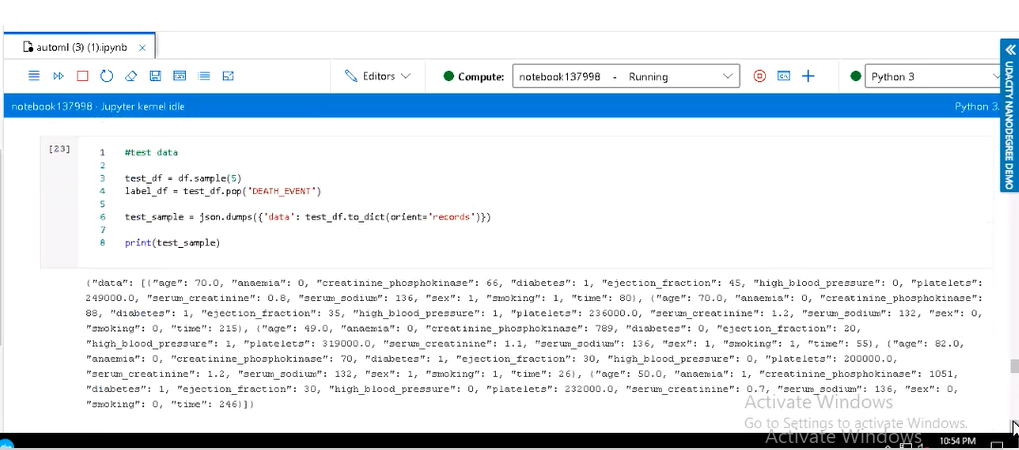 automl (3) (1).ipynb ×
Editors
Compute:
notebook137998 - Running
Python 3
notebook137998 · Jupyter kernel idle
Python 3.
UDACITY NANODEGREE DEMO
[23]
1 #test data
2
3 test_df = df.sample(5)
4 label_df = test_df.pop('DEATH_EVENT')
5
6 test_sample = json.dumps({'data': test_df.to_dict(orient='records')})
7
8 print(test_sample)
{"data": [{"age": 70.0, "anaemia": 0, "creatinine_phosphokinase": 66, "diabetes": 1, "ejection_fraction": 45, "high_blood_pressure": 0, "platelets":
249000.0, "serum_creatinine": 0.8, "serum_sodium": 136, "sex": 1, "smoking": 1, "time": 80}, {"age": 70.0, "anaemia": 0, "creatinine_phosphokinase":
88, "diabetes": 1, "ejection_fraction": 35, "high_blood_pressure": 1, "platelets": 236000.0, "serum_creatinine": 1.2, "serum_sodium": 132, "sex": 0,
"smoking": 0, "time": 215}, {"age": 49.0, "anaemia": 0, "creatinine_phosphokinase": 789, "diabetes": 0, "ejection_fraction": 20,
"high_blood_pressure": 1, "platelets": 319000.0, "serum_creatinine": 1.1, "serum_sodium": 136, "sex": 1, "smoking": 1, "time": 55}, {"age": 82.0,
"anaemia": 0, "creatinine_phosphokinase": 70, "diabetes": 1, "ejection_fraction": 30, "high_blood_pressure": 0, "platelets": 200000.0,
"serum_creatinine": 1.2, "serum_sodium": 132, "sex": 1, "smoking": 1, "time": 26}, {"age": 50.0, "anaemia": 1, "creatinine_phosphokinase": 1051,
"diabetes": 1, "ejection_fraction": 30, "high_blood_pressure": 0, "platelets": 232000.0, "serum_creatinine": 0.7, "serum_sodium": 136, "sex": 0,
"smoking": 0, "time": 246}]}
Activate Windows
Go to Settings to activate Windows.
Activate Windows
10:54 PM